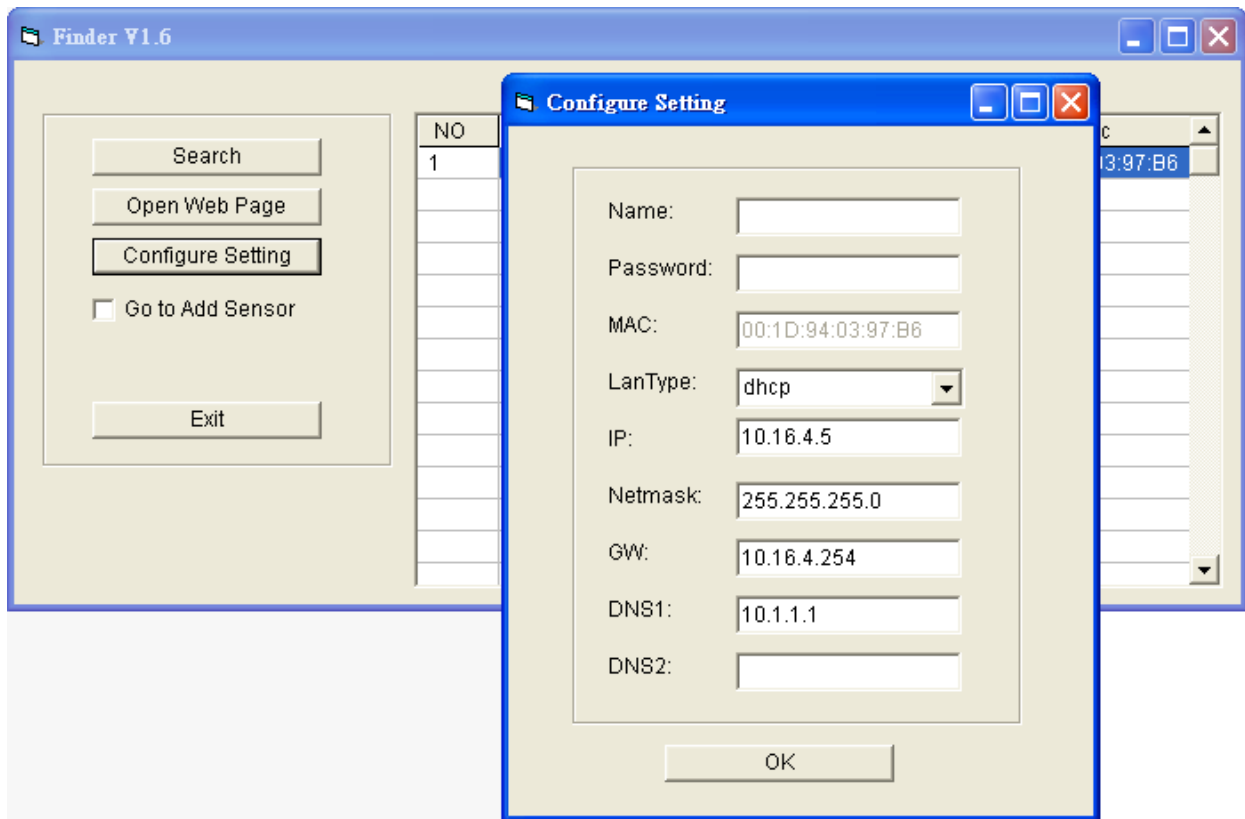 Finder V1.6
Search
Open Web Page
Configure Setting
Go to Add Sensor
Exit
NO
c
1
03:97:B6
Configure Setting
Name:
Password:
MAC: 00:1D:94:03:97:B6
LanType: dhcp
IP: 10.16.4.5
Netmask: 255.255.255.0
GW: 10.16.4.254
DNS1: 10.1.1.1
DNS2:
OK